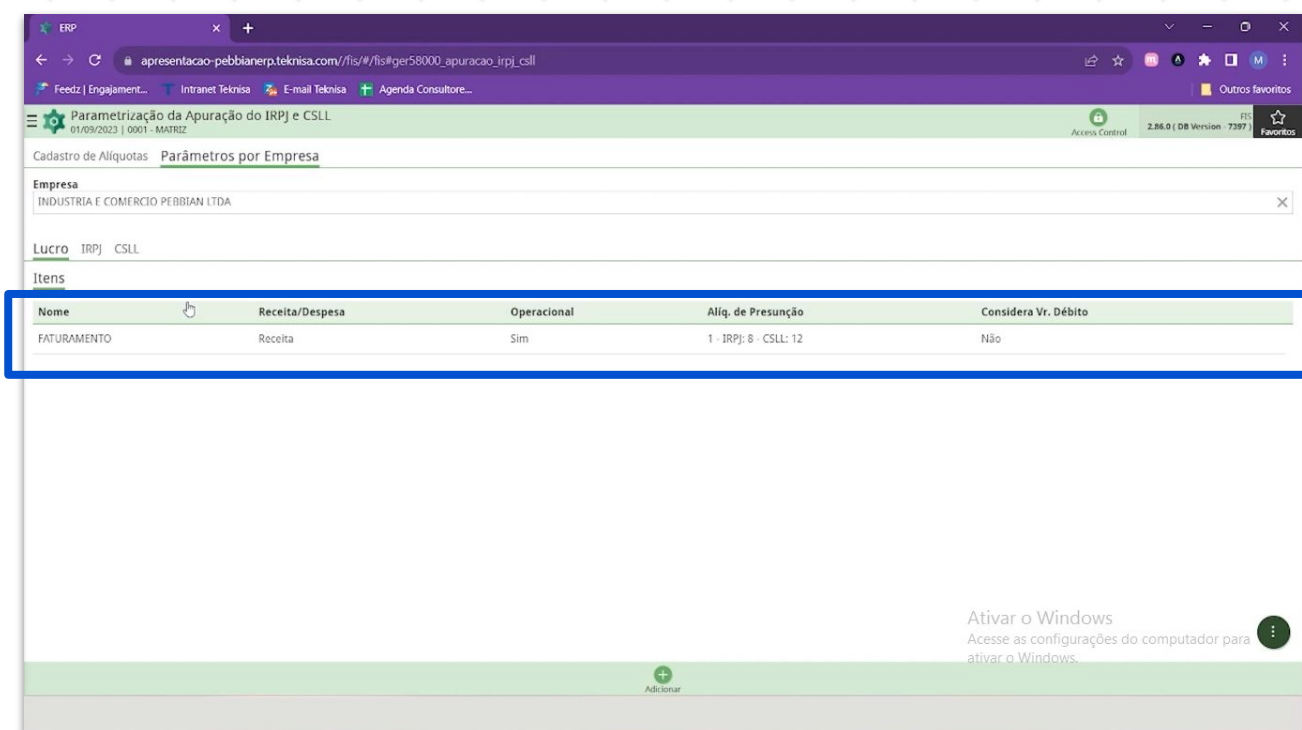 ERP
apresentacao-pebbianerp.teknisa.com//fis/#/fis#ger58000_apuracao_irpj_csll
M
Feedz | Engajament... Intranet Teknisa E-mail Teknisa Agenda Consultore... Outros favoritos
Parametrização da Apuração do IRPJ e CSLL
01/09/2023 | 0001 - MATRIZ
Access Control
FIS
2.86.0 ( DB Version - 7397 )
Favoritos
Cadastro de Alíquotas Parâmetros por Empresa
Empresa
INDUSTRIA E COMERCIO PEBBIAN LTDA
Lucro IRPJ CSLL
Itens
Nome Receita/Despesa Operacional Alíq. de Presunção Considera Vr. Débito
FATURAMENTO Receita Sim 1 - IRPJ: 8 - CSLL: 12 Não
Ativar o Windows
Acesse as configurações do computador para
ativar o Windows.
Adicionar